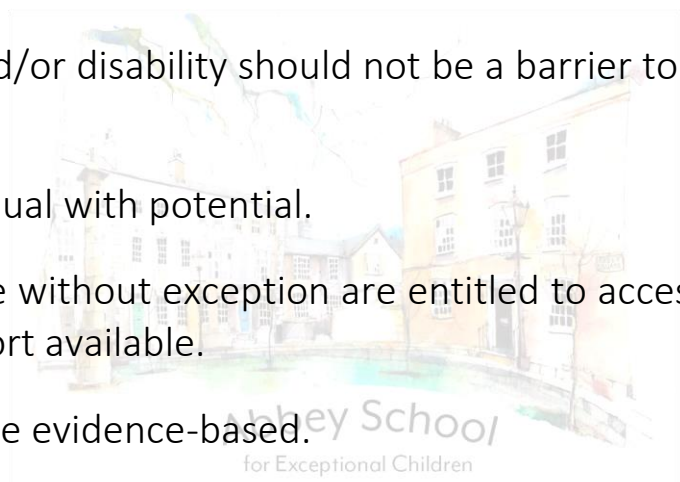 d/or disability should not be a barrier to
ual with potential.
e without exception are entitled to acces
ort available.
e evidence-based.
Abbey School
for Exceptional Children